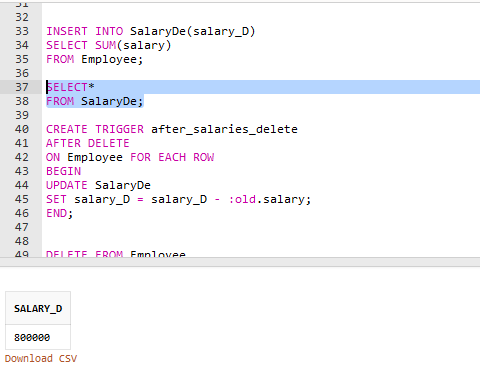 31
32
33 INSERT INTO SalaryDe(salary_D)
34 SELECT SUM(salary)
35 FROM Employee;
36
37 SELECT*
38 FROM SalaryDe;
39
40 CREATE TRIGGER after_salaries_delete
41 AFTER DELETE
42 ON Employee FOR EACH ROW
43 BEGIN
44 UPDATE SalaryDe
45 SET salary_D = salary_D - :old.salary;
46 END;
47
48
49 DELETE FROM Employee
SALARY_D
800000
Download CSV